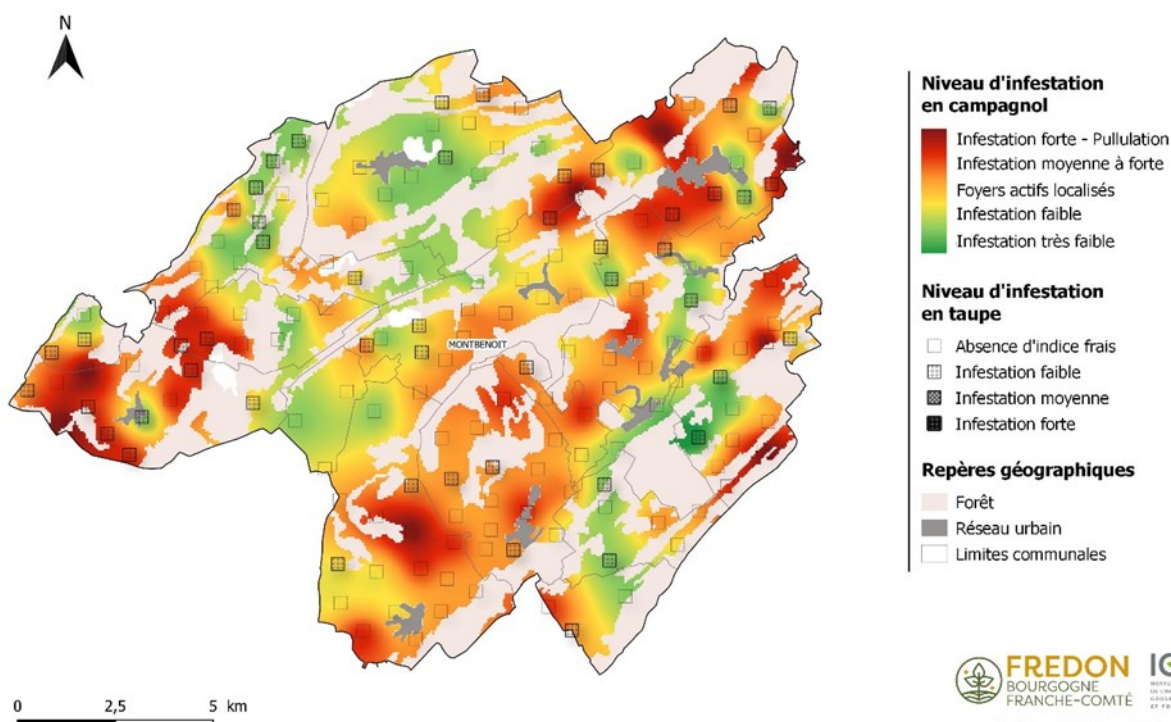 N
MONTBENOIT
0 2,5 5 km
Niveau d'infestation
en campagnol
Infestation forte - Pullulation
Infestation moyenne à forte
Foyers actifs localisés
Infestation faible
Infestation très faible
Niveau d'infestation
en taupe
Absence d'indice frais
Infestation faible
Infestation moyenne
Infestation forte
Repères géographiques
Forêt
Réseau urbain
Limites communales
FREDON
BOURGOGNE
FRANCHE-COMTÉ